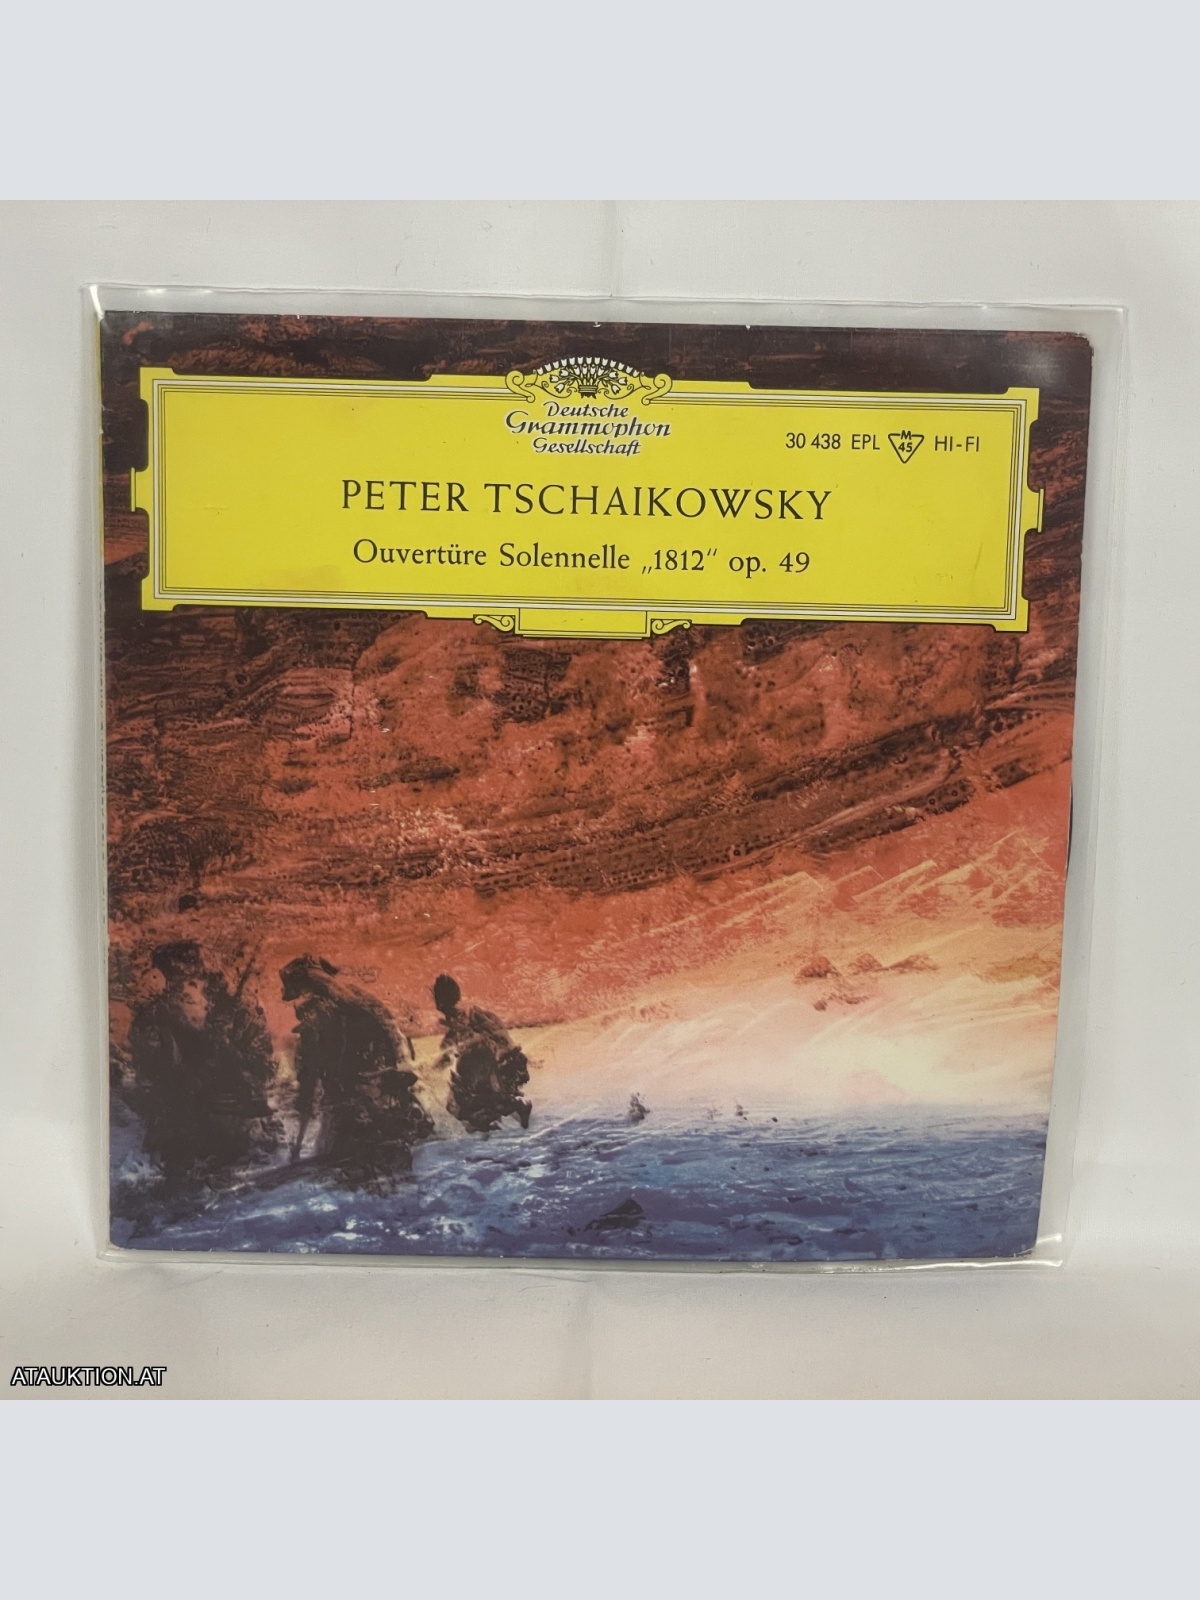 Deutsche
Grammophon
Gesellschaft
30 438 EPL M 45 HI-FI
PETER TSCHAIKOWSKY
Ouvertüre Solennelle „1812“ op. 49
ATAUKTION.AT